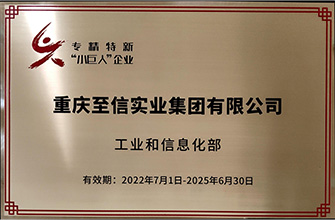 专精特新
“小巨人”企业
重庆至信实业集团有限公司
工业和信息化部
有效期：2022年7月1日-2025年6月30日